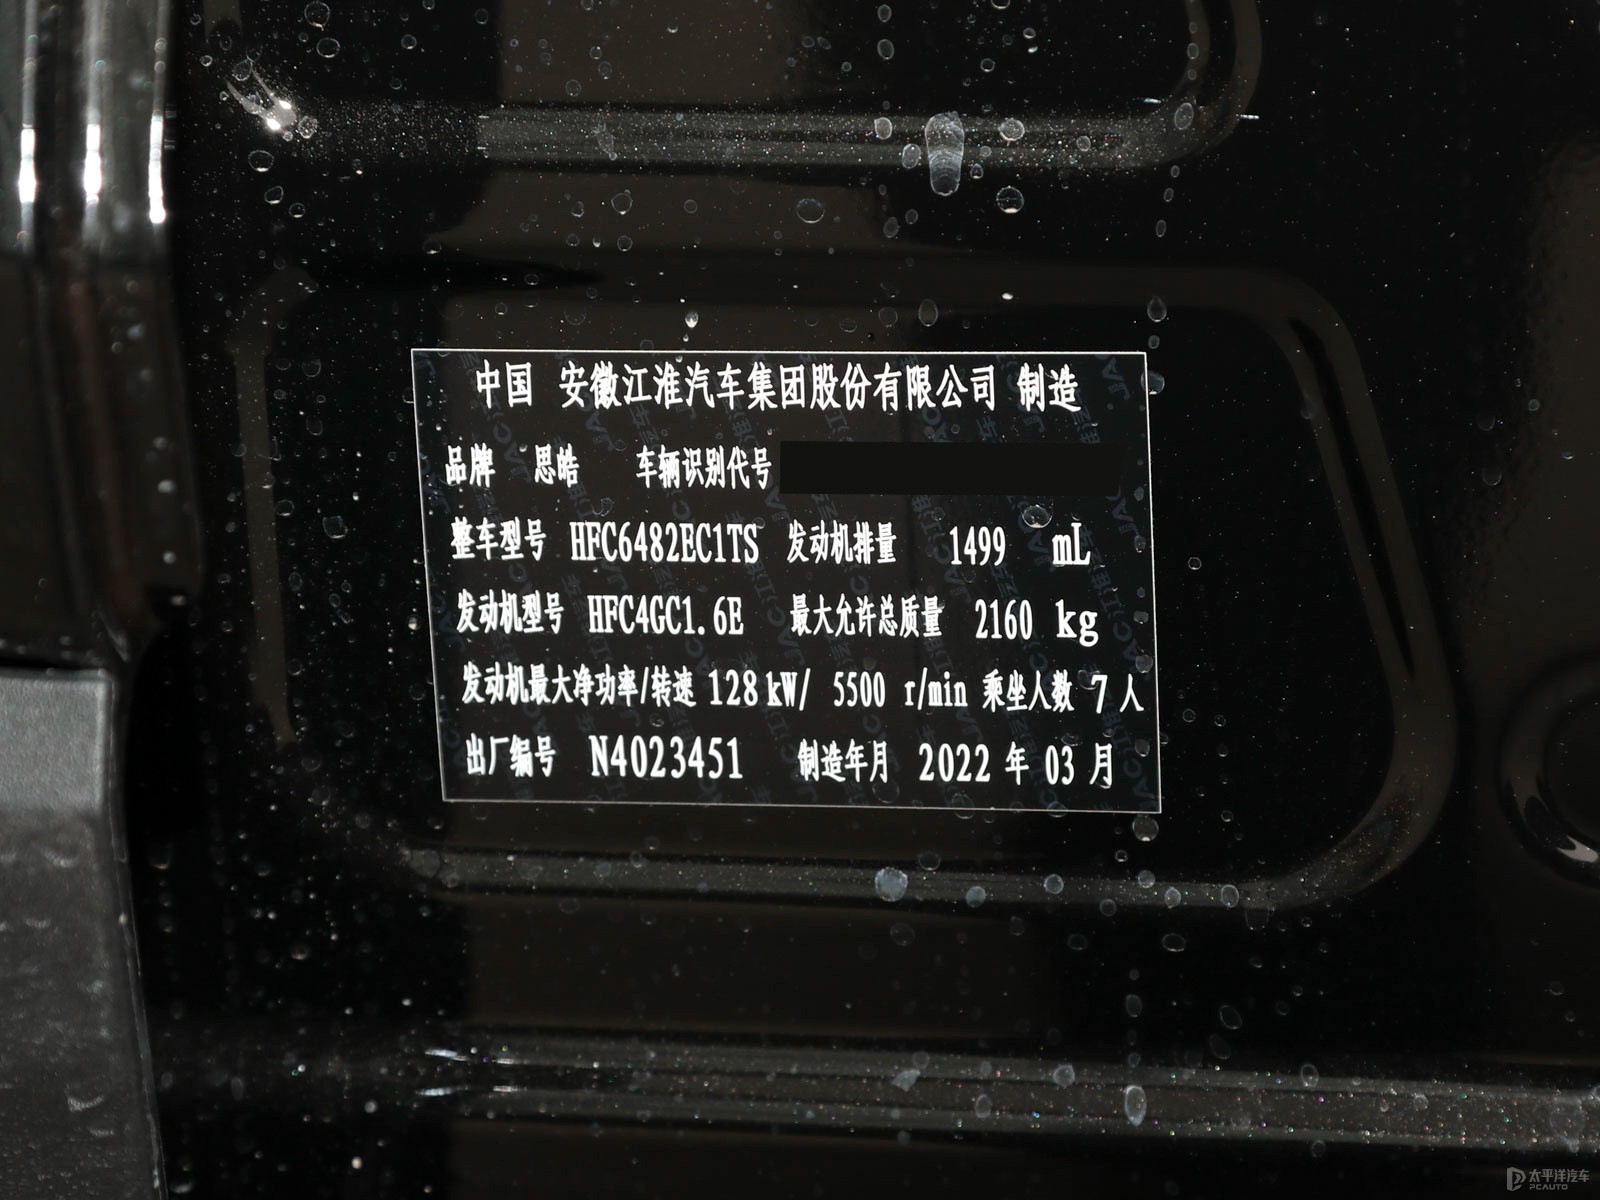 中国 安徽江淮汽车集团股份有限公司 制造
品牌 思皓 车辆识别代号
整车型号 HFC6482EC1TS 发动机排量 1499 mL
发动机型号 HFC4GC1.6E 最大允许总质量 2160 kg
发动机最大净功率/转速 128 kW/ 5500 r/min 乘坐人数 7 人
出厂编号 N4023451 制造年月 2022 年 03 月
太平洋汽车
PCAUTO